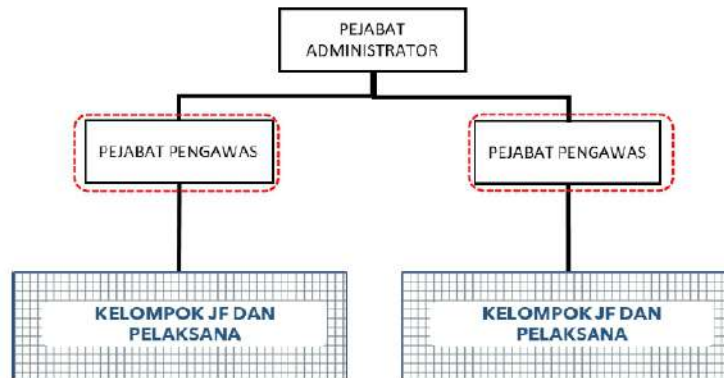 PEJABAT
ADMINISTRATOR
PEJABAT PENGAWAS
PEJABAT PENGAWAS
KELOMPOK JF DAN
PELAKSANA
KELOMPOK JF DAN
PELAKSANA